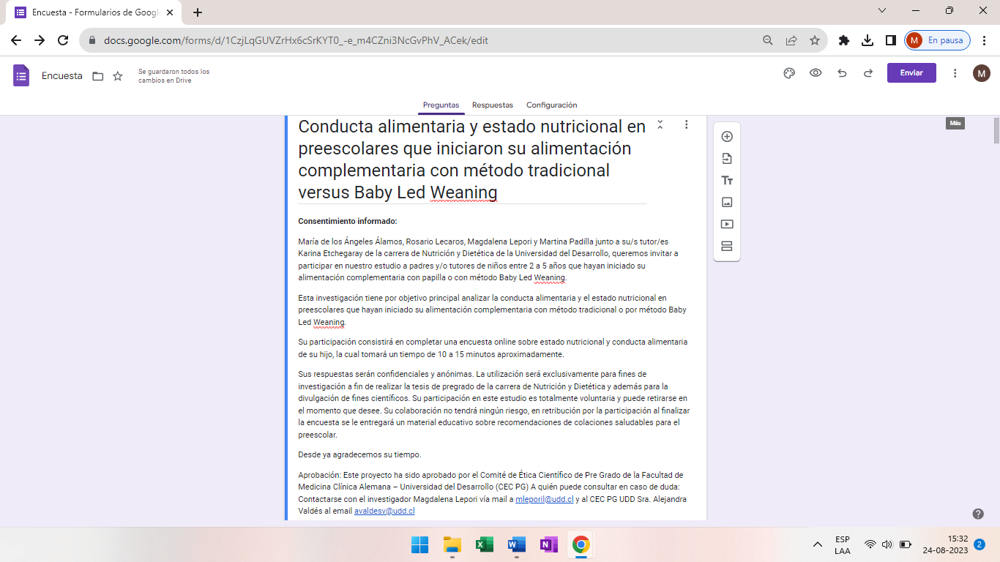 Encuesta - Formularios de Googl
docs.google.com/forms/d/1CzjLqGUVZrHx6cSrKYT0_-e_m4CZni3NcGvPhV_ACek/edit
M
En pausa
Encuesta
Se guardaron todos los
cambios en Drive
Enviar
M
Preguntas
Respuestas
Configuración
Más
Conducta alimentaria y estado nutricional en
preescolares que iniciaron su alimentación
complementaria con método tradicional
versus Baby Led Weaning
Consentimiento informado:
María de los Ángeles Álamos, Rosario Lecaros, Magdalena Lepori y Martina Padilla junto a su/s tutor/es
Karina Etchegaray de la carrera de Nutrición y Dietética de la Universidad del Desarrollo, queremos invitar a
participar en nuestro estudio a padres y/o tutores de niños entre 2 a 5 años que hayan iniciado su
alimentación complementaria con papilla o con método Baby Led Weaning.
Esta investigación tiene por objetivo principal analizar la conducta alimentaria y el estado nutricional en
preescolares que hayan iniciado su alimentación complementaria con método tradicional o por método Baby
Led Weaning.
Su participación consistirá en completar una encuesta online sobre estado nutricional y conducta alimentaria
de su hijo, la cual tomará un tiempo de 10 a 15 minutos aproximadamente.
Sus respuestas serán confidenciales y anónimas. La utilización será exclusivamente para fines de
investigación a fin de realizar la tesis de pregrado de la carrera de Nutrición y Dietética y además para la
divulgación de fines científicos. Su participación en este estudio es totalmente voluntaria y puede retirarse en
el momento que desee. Su colaboración no tendrá ningún riesgo, en retribución por la participación al finalizar
la encuesta se le entregará un material educativo sobre recomendaciones de colaciones saludables para el
preescolar.
Desde ya agradecemos su tiempo.
Aprobación: Este proyecto ha sido aprobado por el Comité de Ética Científico de Pre Grado de la Facultad de
Medicina Clínica Alemana – Universidad del Desarrollo (CEC PG) A quién puede consultar en caso de duda:
Contactarse con el investigador Magdalena Lepori vía mail a mleporil@udd.cl y al CEC PG UDD Sra. Alejandra
Valdés al email avaldesv@udd.cl
ESP
LAA
15:32
24-08-2023
2